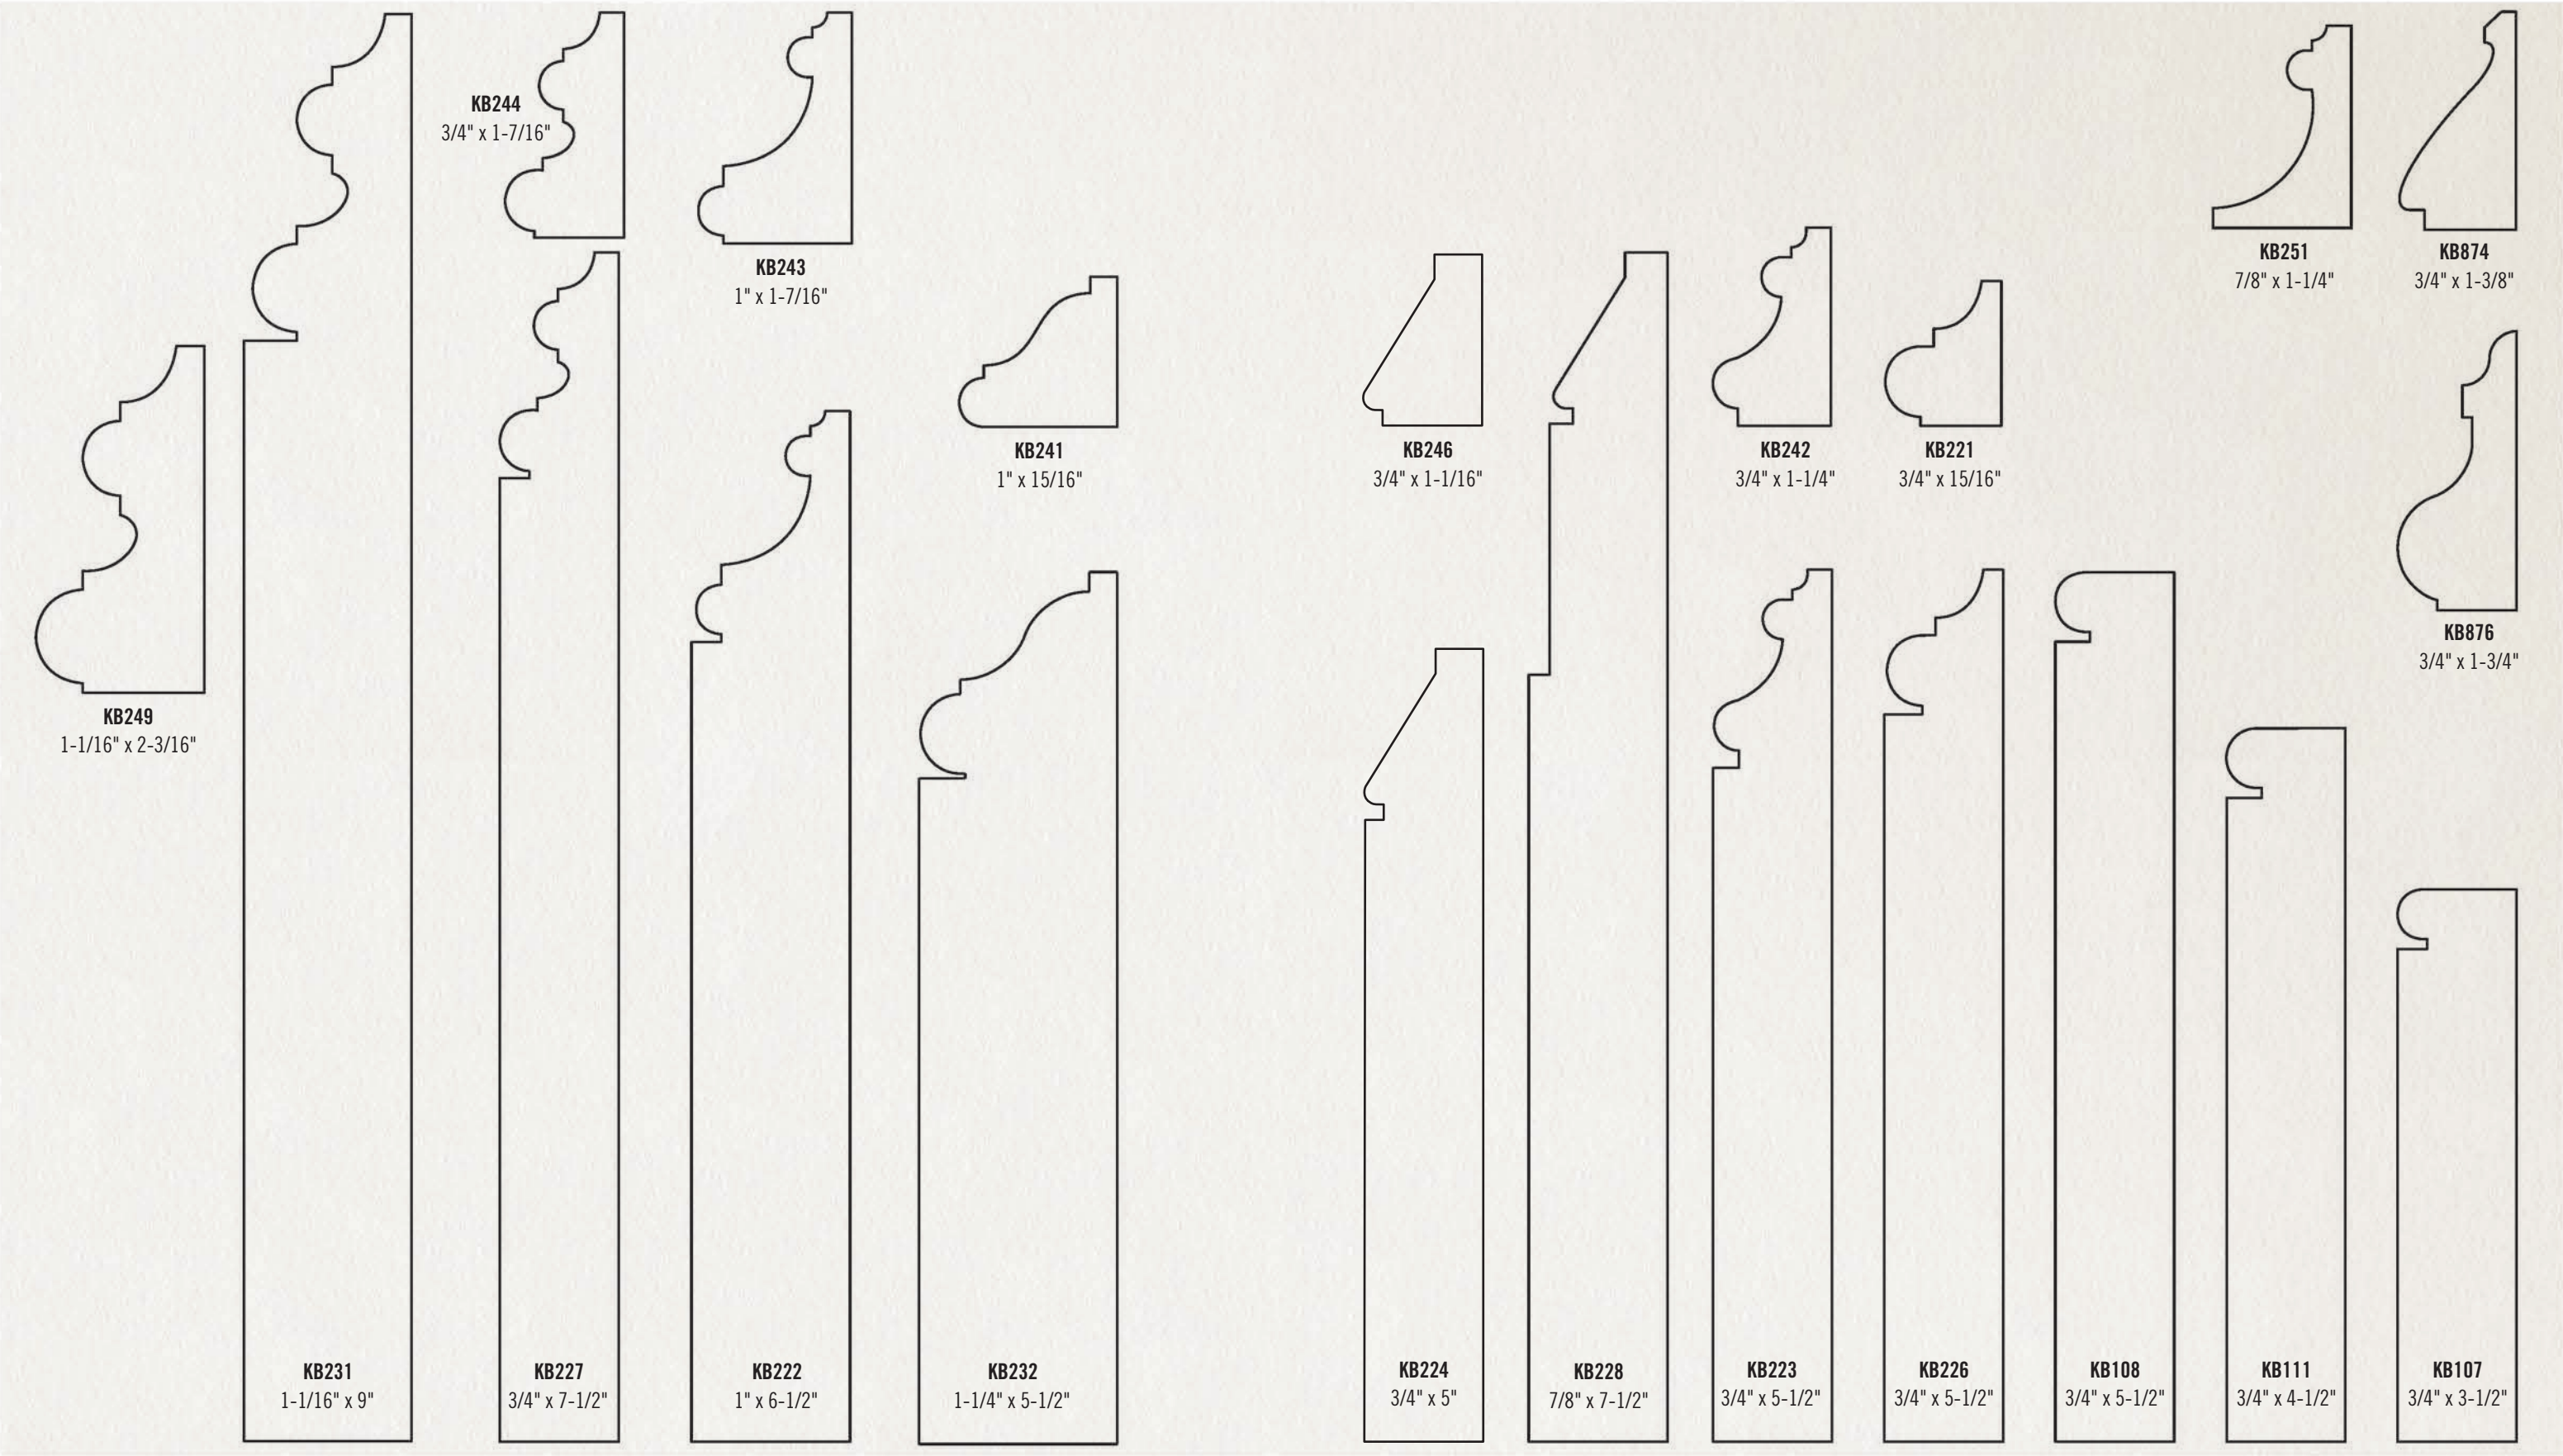 KB244
3/4" x 1-7/16"
KB243
1" x 1-7/16"
KB251
7/8" x 1-1/4"
KB874
3/4" x 1-3/8"
KB241
1" x 15/16"
KB246
3/4" x 1-1/16"
KB242
3/4" x 1-1/4"
KB221
3/4" x 15/16"
KB876
3/4" x 1-3/4"
KB249
1-1/16" x 2-3/16"
KB231
1-1/16" x 9"
KB227
3/4" x 7-1/2"
KB222
1" x 6-1/2"
KB232
1-1/4" x 5-1/2"
KB224
3/4" x 5"
KB228
7/8" x 7-1/2"
KB223
3/4" x 5-1/2"
KB226
3/4" x 5-1/2"
KB108
3/4" x 5-1/2"
KB111
3/4" x 4-1/2"
KB107
3/4" x 3-1/2"